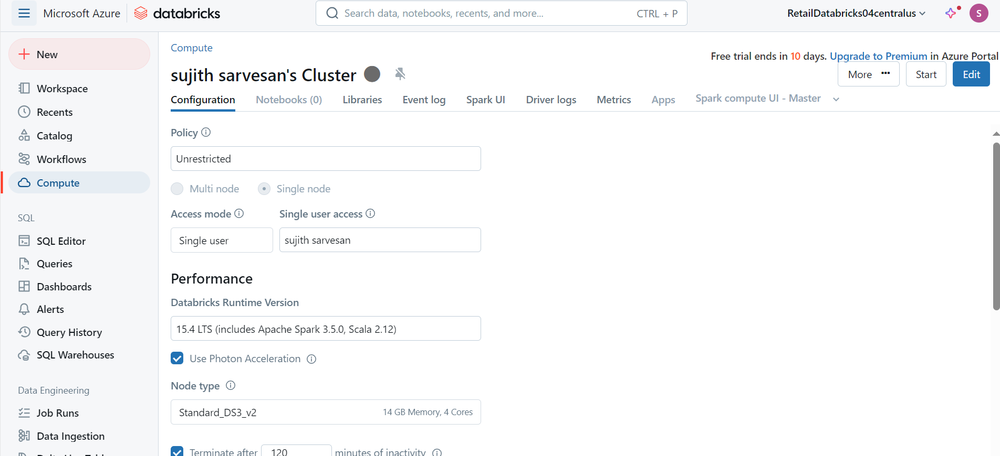 Microsoft Azure databricks
Search data, notebooks, recents, and more... CTRL + P
RetailDatabricks04centralus
S
New
Workspace
Recents
Catalog
Workflows
Compute
SQL
SQL Editor
Queries
Dashboards
Alerts
Query History
SQL Warehouses
Data Engineering
Job Runs
Data Ingestion
Compute
Free trial ends in 10 days. Upgrade to Premium in Azure Portal
sujith sarvesan's Cluster
More ... Start Edit
Configuration Notebooks (0) Libraries Event log Spark UI Driver logs Metrics Apps Spark compute UI - Master
Policy
Unrestricted
Multi node Single node
Access mode Single user access
Single user sujith sarvesan
Performance
Databricks Runtime Version
15.4 LTS (includes Apache Spark 3.5.0, Scala 2.12)
Use Photon Acceleration
Node type
Standard_DS3_v2 14 GB Memory, 4 Cores
Terminate after 120 minutes of inactivity